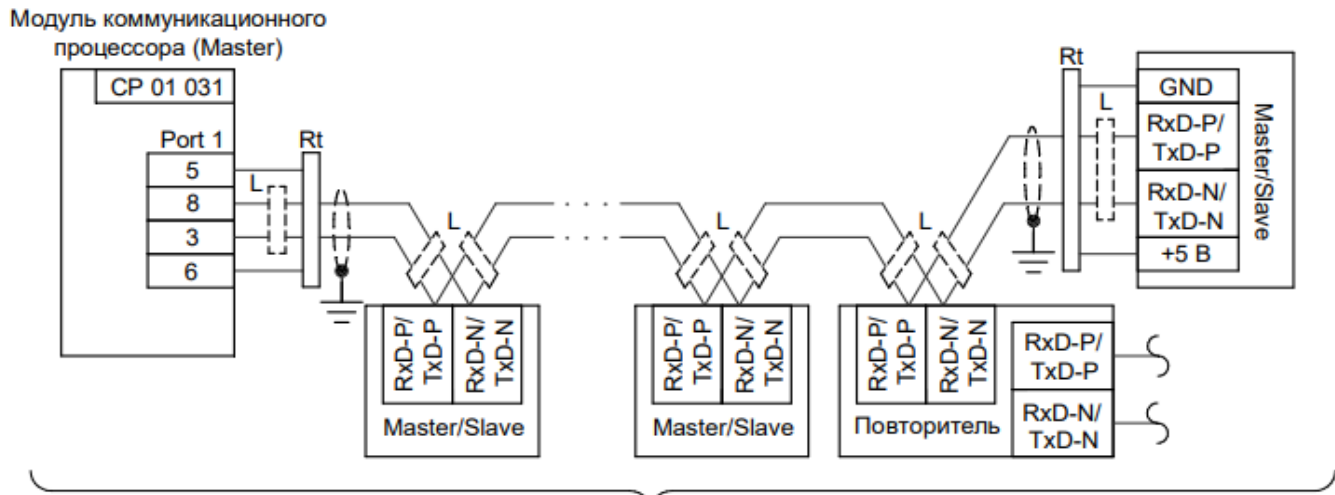 Модуль коммуникационного
процессора (Master)
CP 01 031
Port 1
5
8
3
6
L
Rt
L
L
L
Rt
L
GND
RxD-P/
TxD-P
RxD-N/
TxD-N
+5 В
Master/Slave
RxD-P/
TxD-P
RxD-N/
TxD-N
Master/Slave
RxD-P/
TxD-P
RxD-N/
TxD-N
Master/Slave
RxD-P/
TxD-P
RxD-N/
TxD-N
Повторитель
RxD-P/
TxD-P
RxD-N/
TxD-N